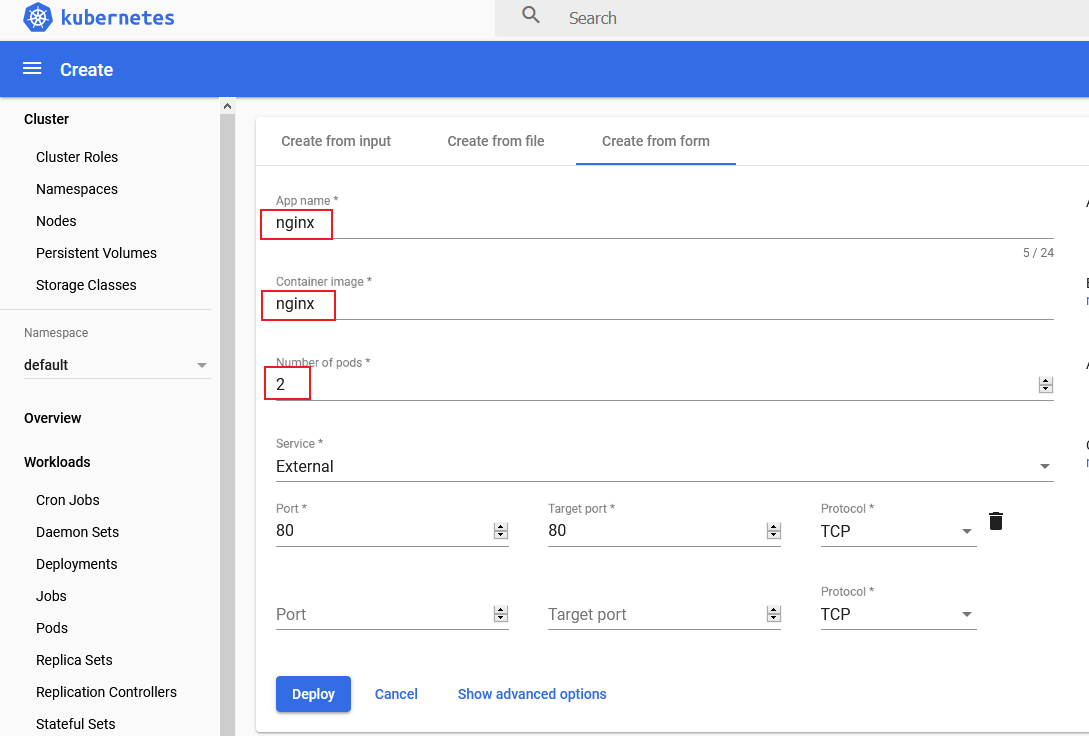 kubernetes
Search
Create
Cluster
Cluster Roles
Namespaces
Nodes
Persistent Volumes
Storage Classes
Namespace
default
Overview
Workloads
Cron Jobs
Daemon Sets
Deployments
Jobs
Pods
Replica Sets
Replication Controllers
Stateful Sets
Create from input Create from file Create from form
App name *
nginx
5 / 24
Container image *
nginx
Number of pods *
2
Service *
External
Port * Target port * Protocol *
80 80 TCP
Protocol *
Port Target port TCP
Deploy Cancel Show advanced options